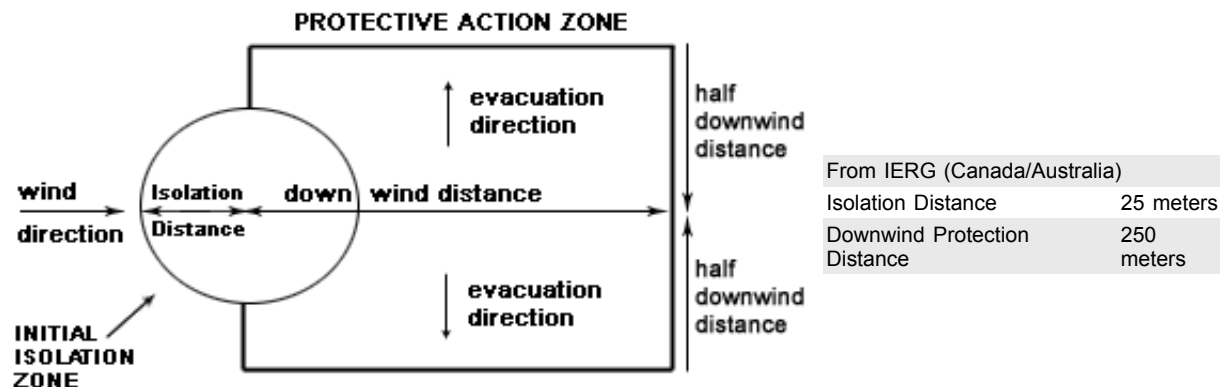 PROTECTIVE ACTION ZONE
evacuation
direction
half
downwind
distance
wind
direction
Isolation
Distance
down wind distance
evacuation
direction
half
downwind
distance
INITIAL
ISOLATION
ZONE
From IERG (Canada/Australia)
Isolation Distance 25 meters
Downwind Protection 250
Distance meters